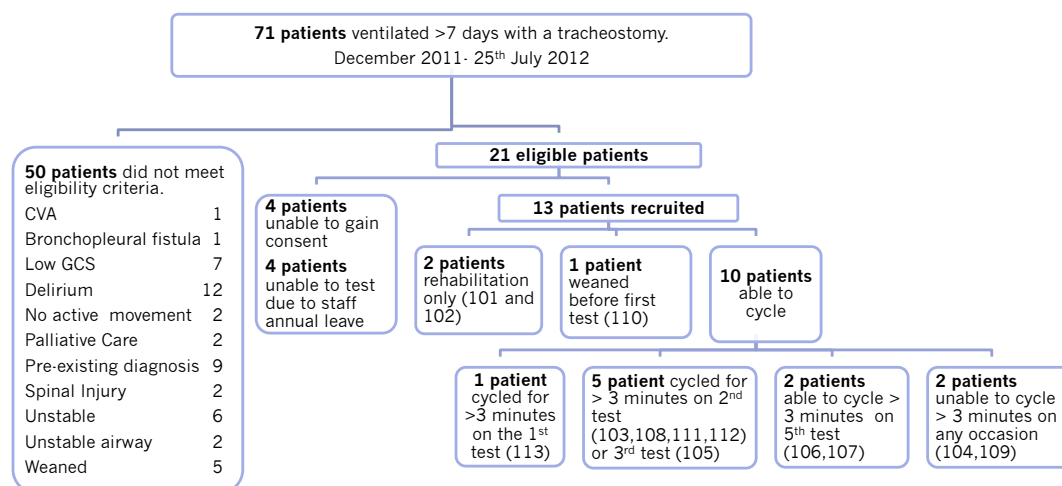 71 patients ventilated >7 days with a tracheostomy.
December 2011- 25th July 2012
50 patients did not meet
eligibility criteria.
CVA 1
Bronchopleural fistula 1
Low GCS 7
Delirium 12
No active movement 2
Palliative Care 2
Pre-existing diagnosis 9
Spinal Injury 2
Unstable 6
Unstable airway 2
Weaned 5
21 eligible patients
4 patients
unable to gain
consent
4 patients
unable to test
due to staff
annual leave
13 patients recruited
2 patients
rehabilitation
only (101 and
102)
1 patient
weaned
before first
test (110)
10 patients
able to
cycle
1 patient
cycled for
>3 minutes
on the 1st
test (113)
5 patient cycled for
> 3 minutes on 2nd
test
(103,108,111,112)
or 3rd test (105)
2 patients
able to cycle >
3 minutes on
5th test
(106,107)
2 patients
unable to cycle
> 3 minutes on
any occasion
(104,109)